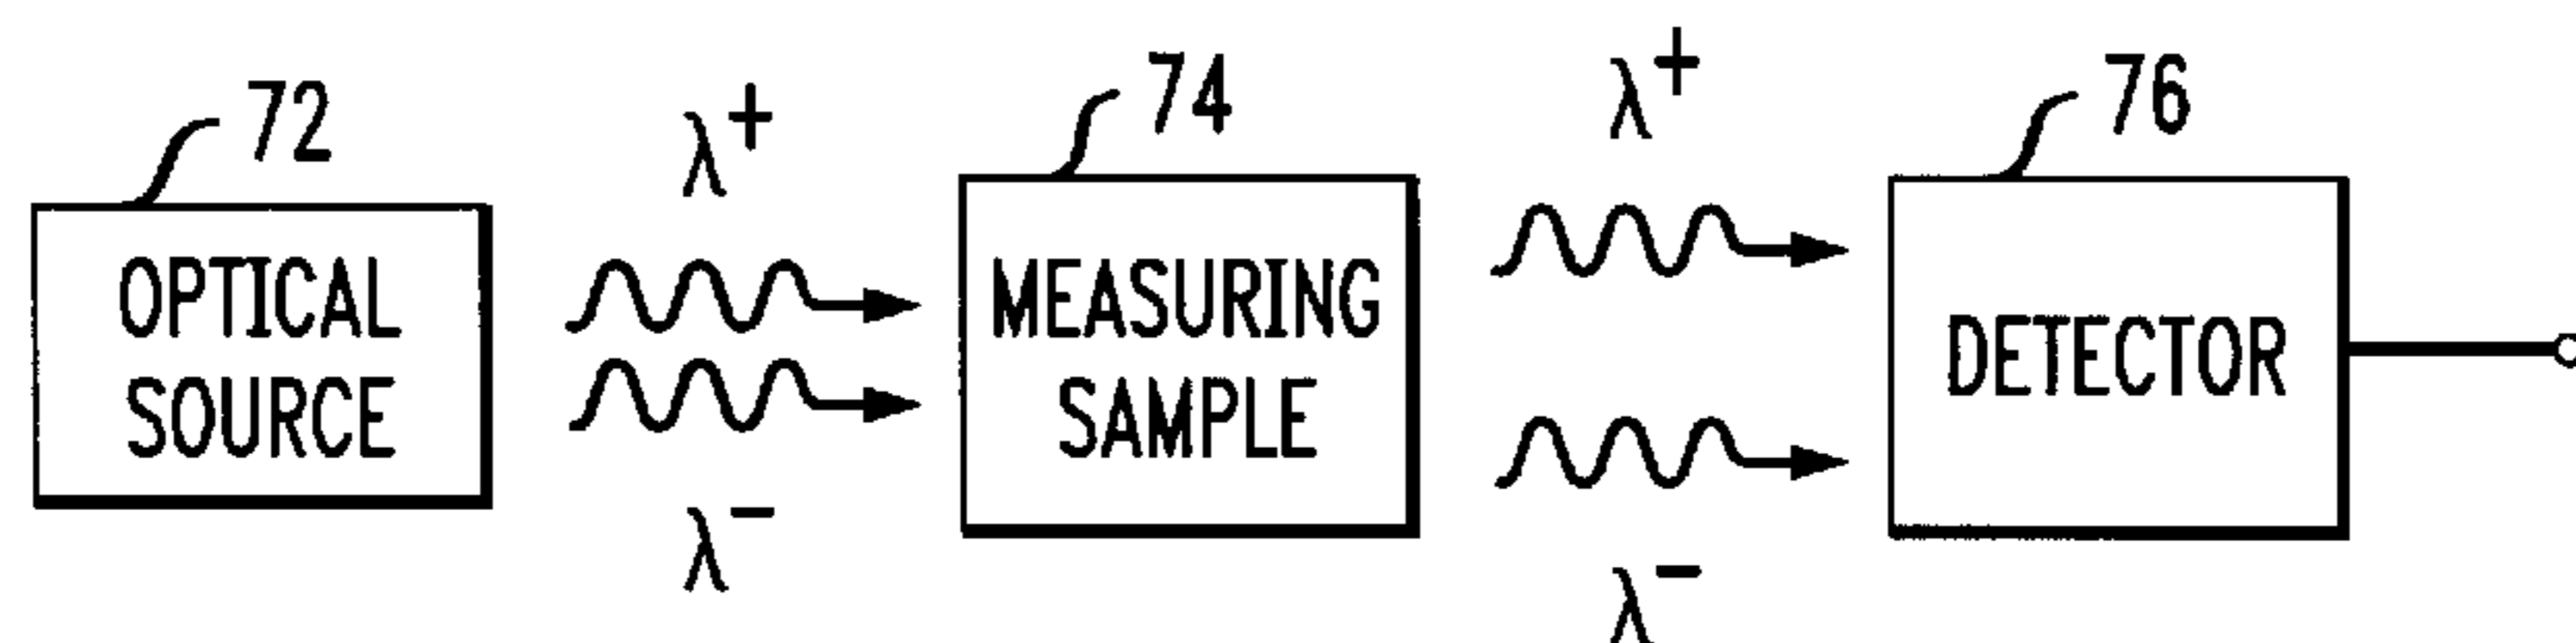 72
λ+
74
λ+
76
OPTICAL
SOURCE
MEASURING
SAMPLE
DETECTOR
λ-
λ-